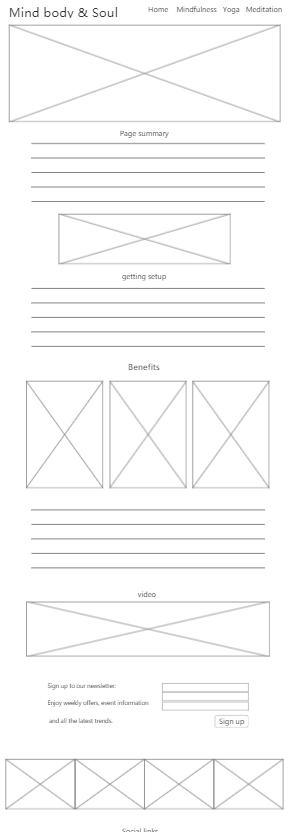 Mind body & Soul
Home Mindfulness Yoga Meditation
Page summary
getting setup
Benefits
video
Sign up to our newsletter:
Enjoy weekly offers, event information
and all the latest trends.
Sign up
Social links